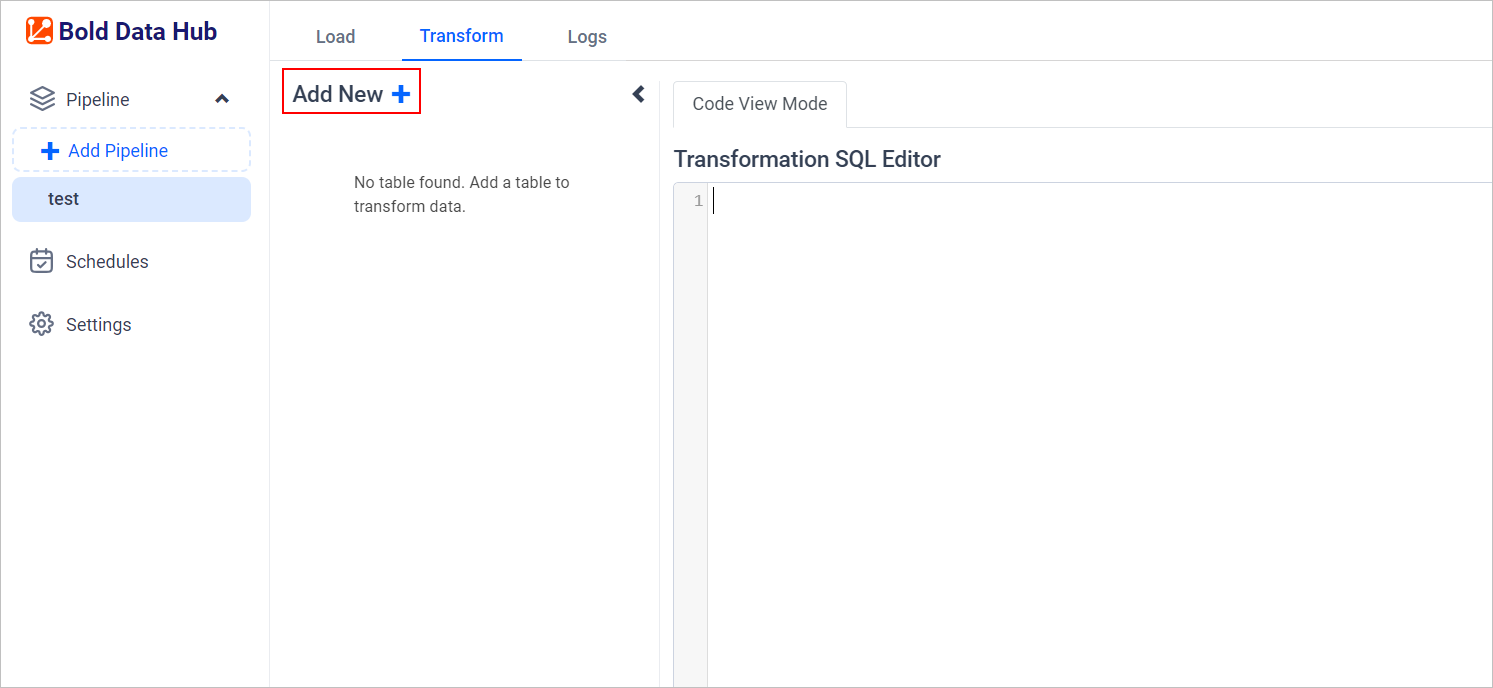 Bold Data Hub
Pipeline
Add Pipeline
test
Schedules
Settings
Load
Transform
Logs
Add New
No table found. Add a table to
transform data.
Code View Mode
Transformation SQL Editor
1